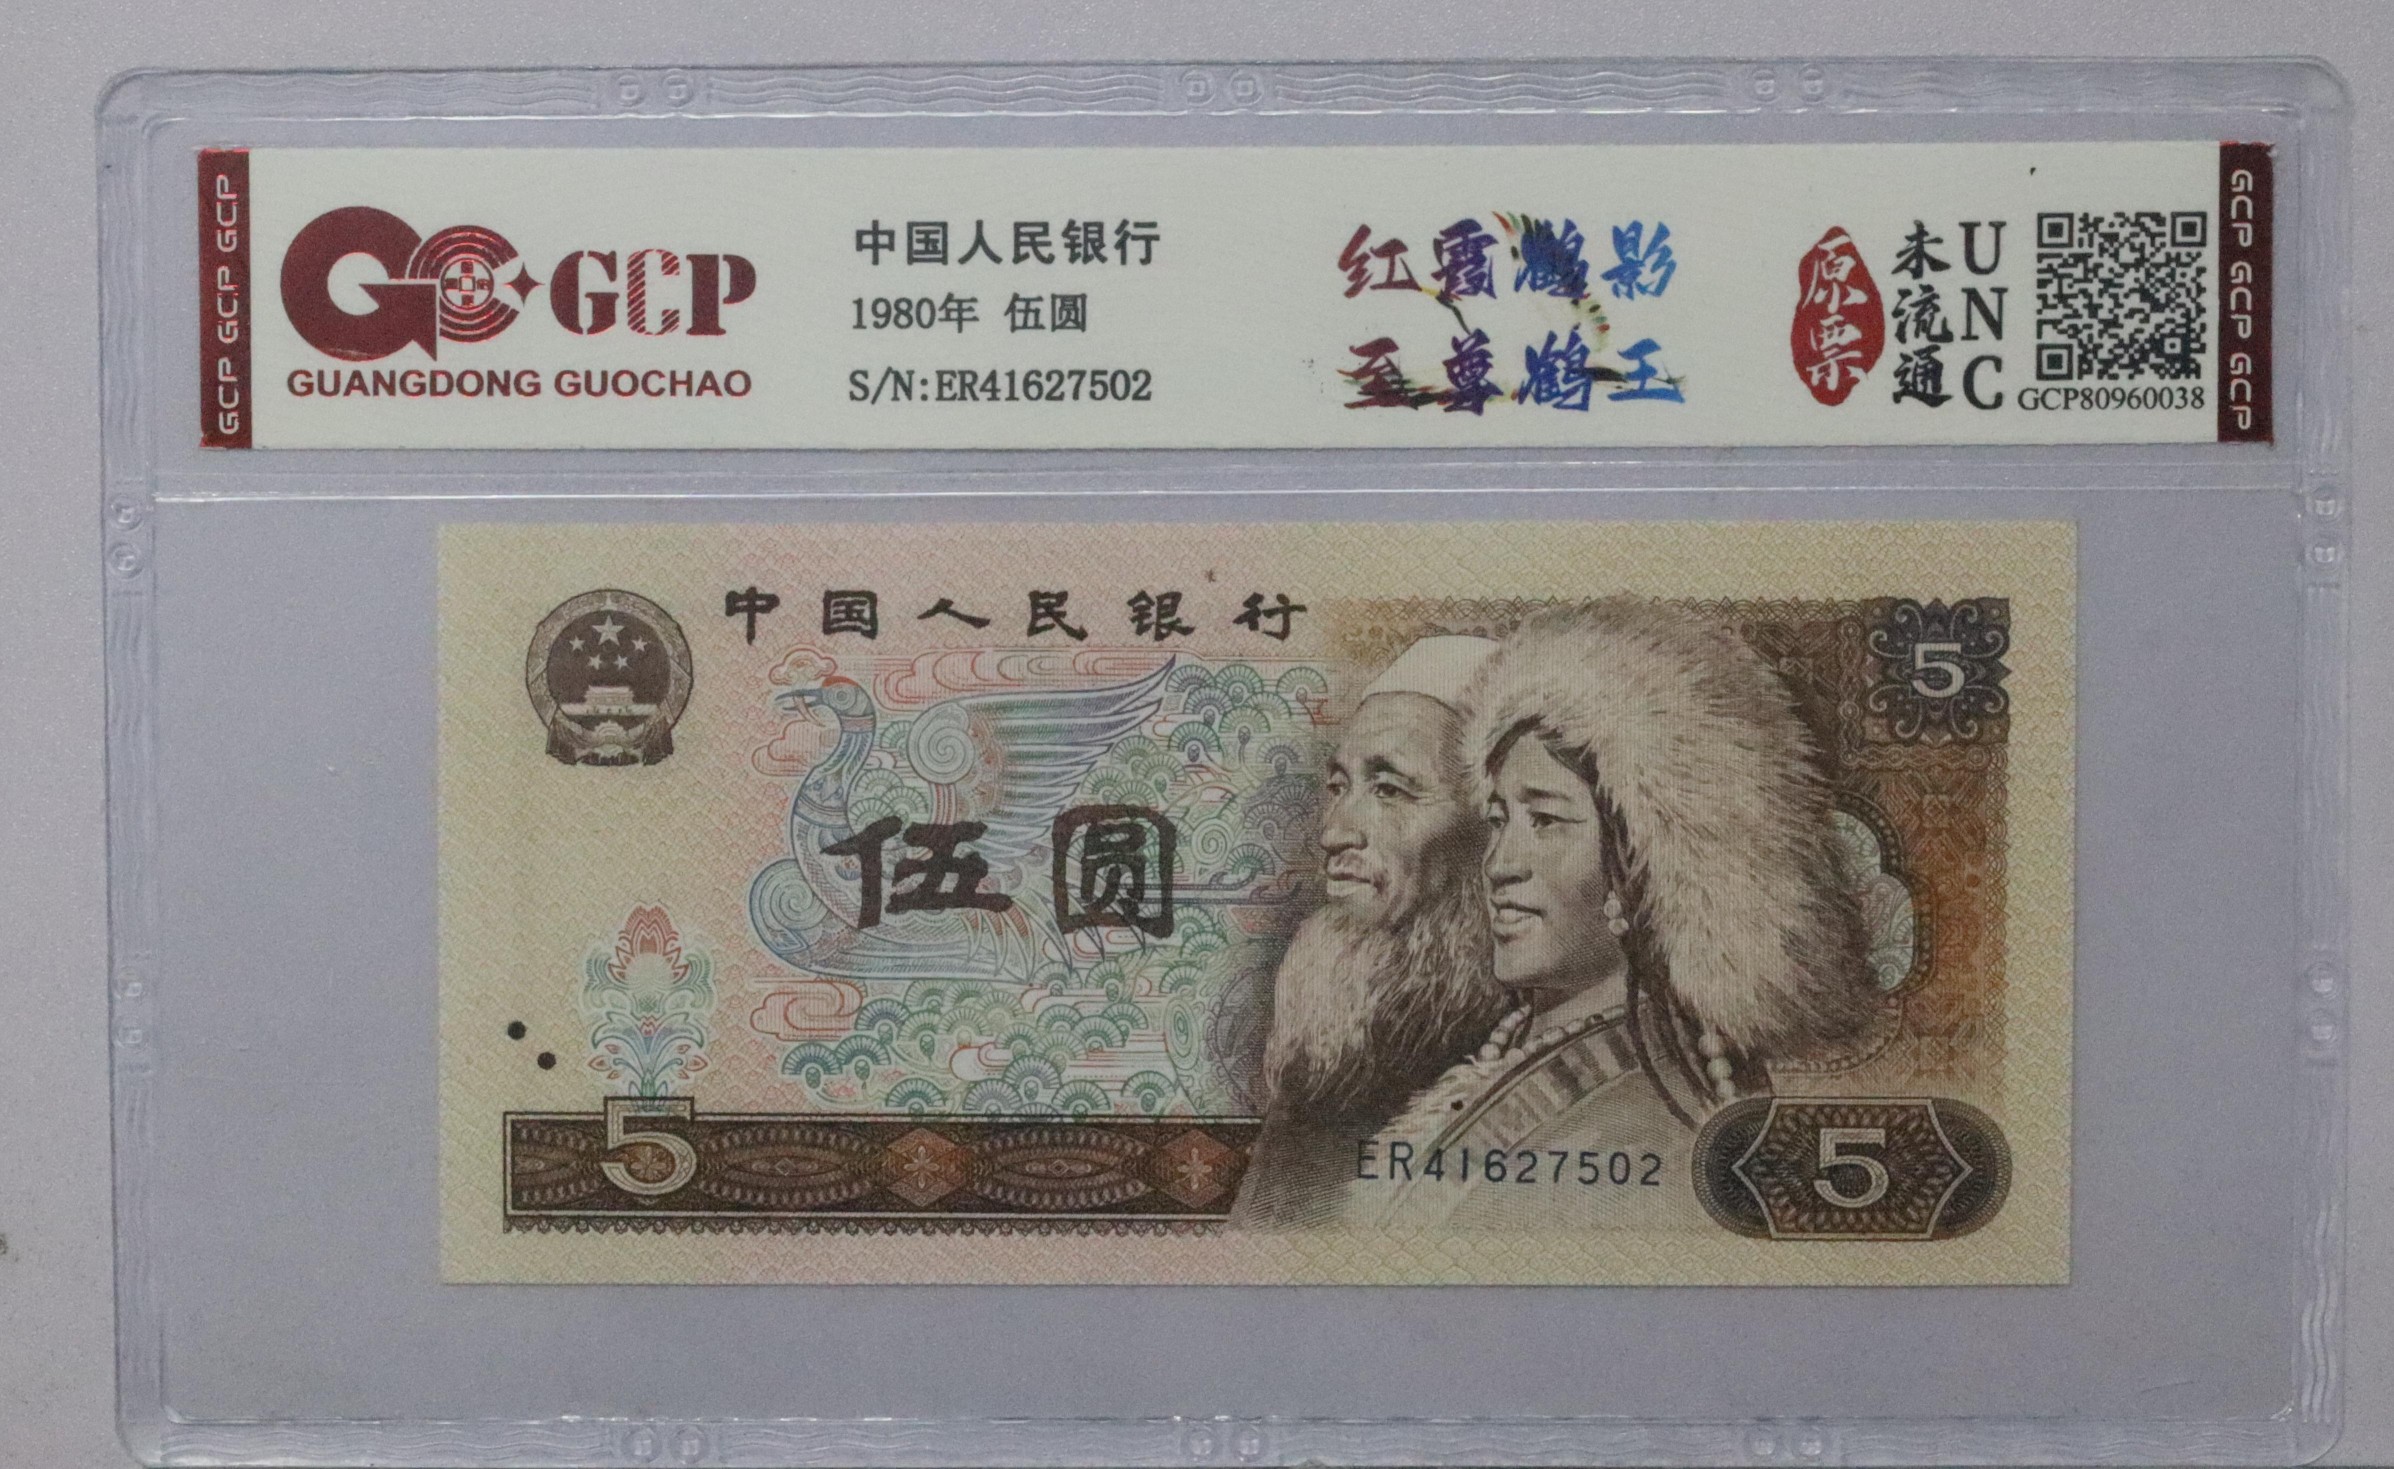 GCP GCP GCP
GCP
GUANGDONG GUOCHAO
中国人民银行
1980年 伍圆
S/N:ER41627502
红霞鹤影
至尊鹤王
原票
未流通
UNC
GCP80960038
GCP GCP GCP
中国人民银行
5
伍圆
5
ER41627502
5